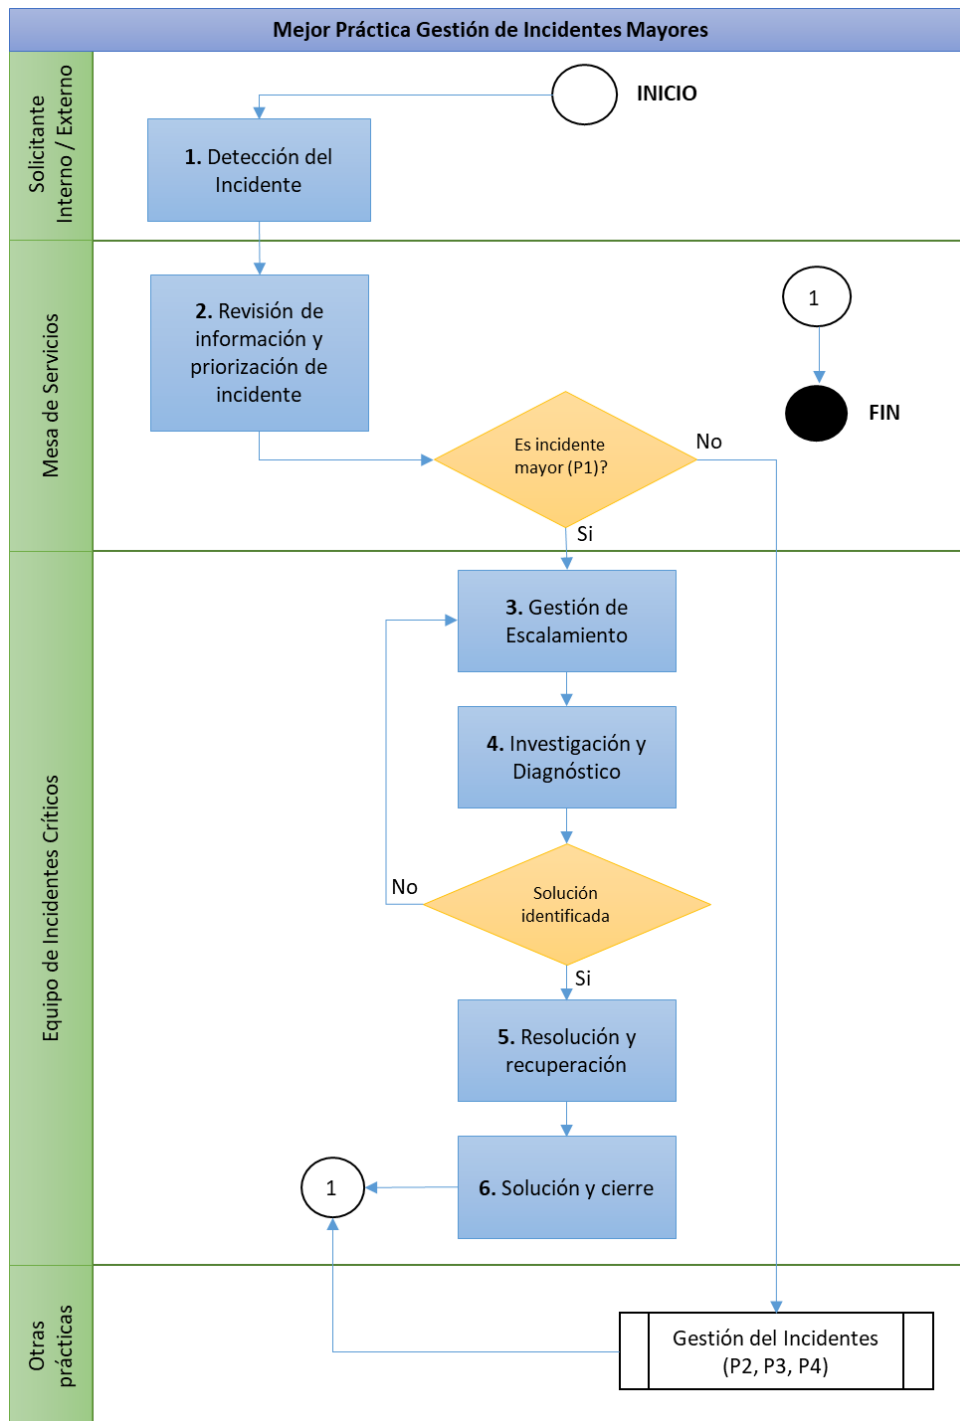 Mejor Práctica Gestión de Incidentes Mayores
Solicitante
Interno / Externo
INICIO
1. Detección del
Incidente
Mesa de Servicios
2. Revisión de
información y
priorización de
incidente
1
FIN
Es incidente
mayor (P1)?
No
Si
Equipo de Incidentes Críticos
3. Gestión de
Escalamiento
4. Investigación y
Diagnóstico
Solución
identificada
No
Si
5. Resolución y
recuperación
6. Solución y cierre
1
Otras
prácticas
Gestión del Incidentes
(P2, P3, P4)